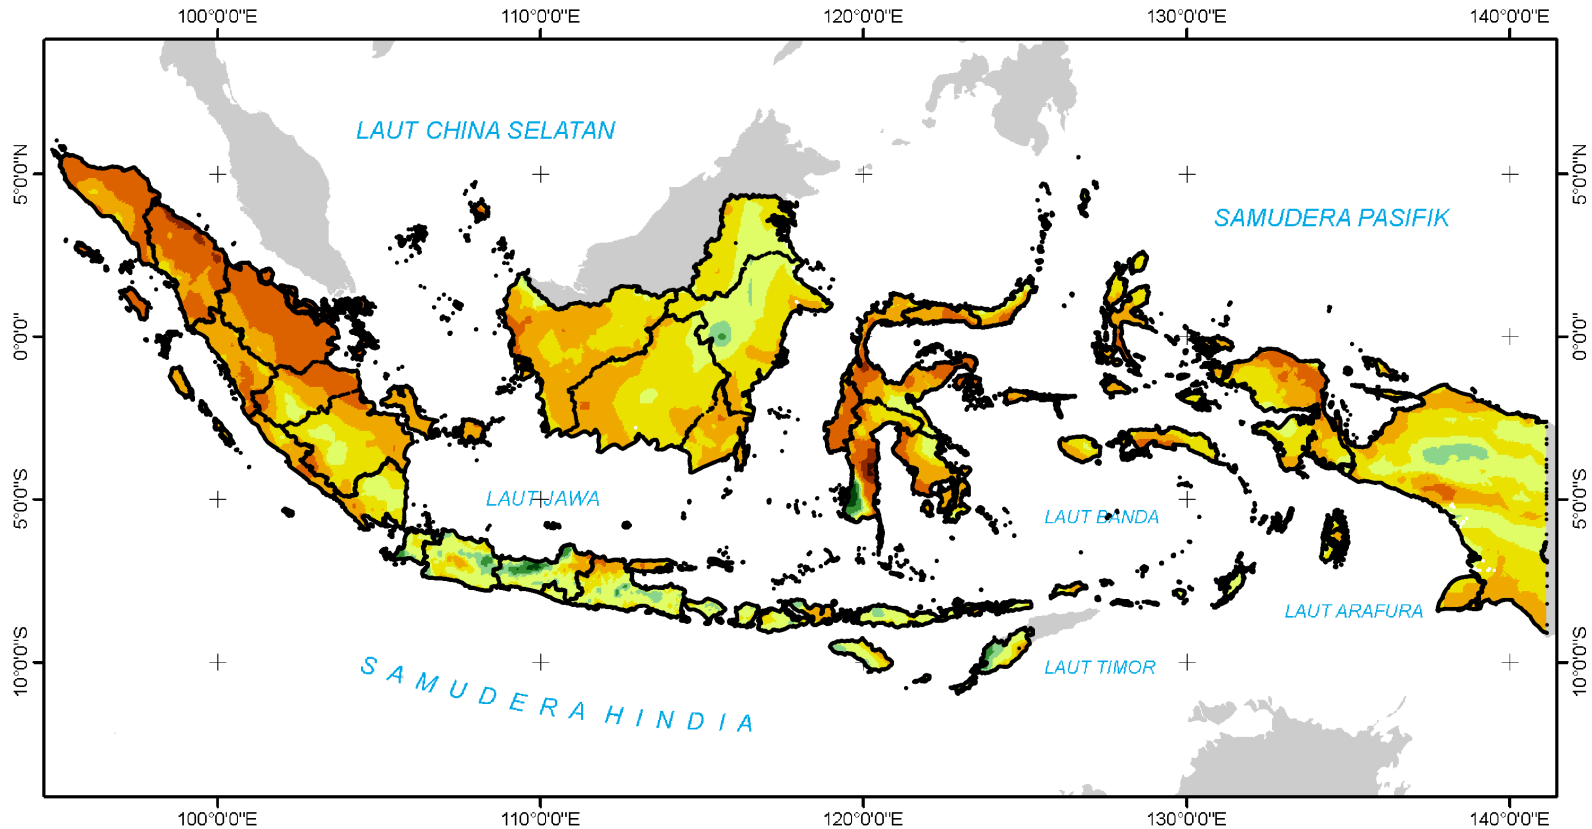 100°0'0"E 110°0'0"E 120°0'0"E 130°0'0"E 140°0'0"E
LAUT CHINA SELATAN
5°0'0"N 5°0'0"N
SAMUDERA PASIFIK
0°0'0" 0°0'0"
LAUT JAWA
5°0'0"S 5°0'0"S
LAUT BANDA
LAUT ARAFURA
10°0'0"S 10°0'0"S
LAUT TIMOR
SAMUDERA HINDIA
100°0'0"E 110°0'0"E 120°0'0"E 130°0'0"E 140°0'0"E